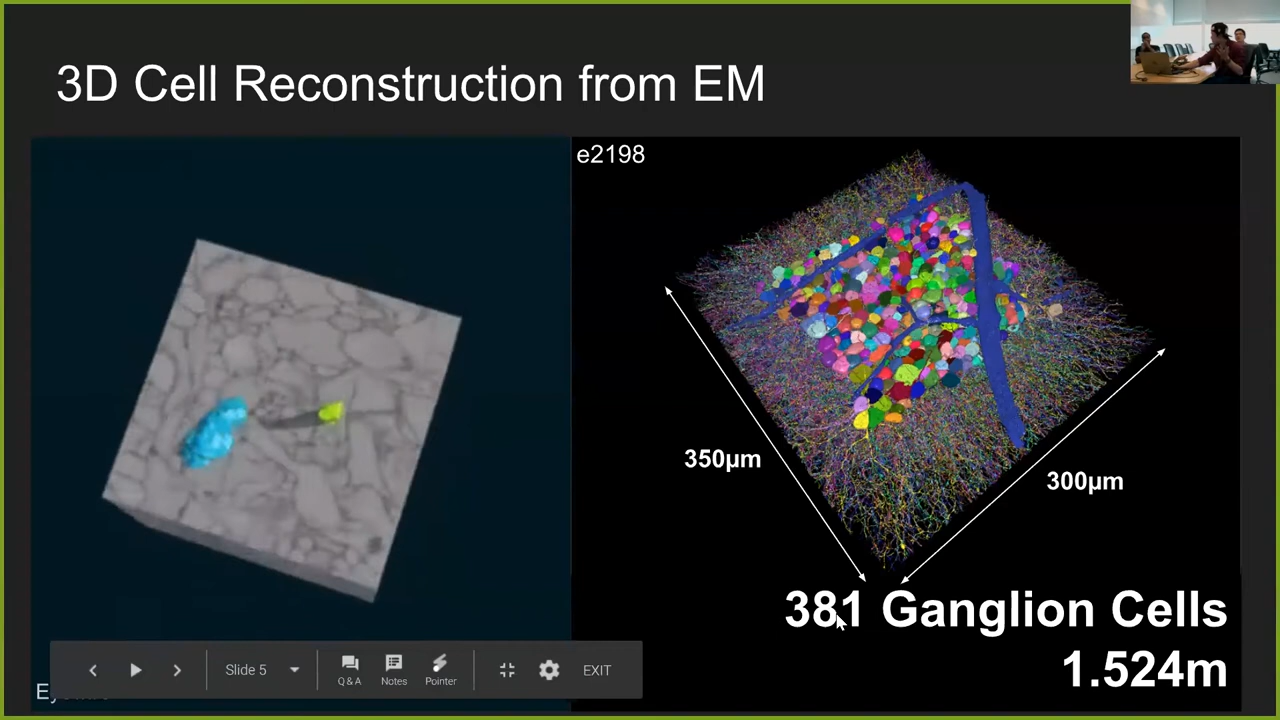 3D Cell Reconstruction from EM
e2198
350µm
300µm
381 Ganglion Cells
1.524m
Slide 5
Q & A
Notes
Pointer
EXIT